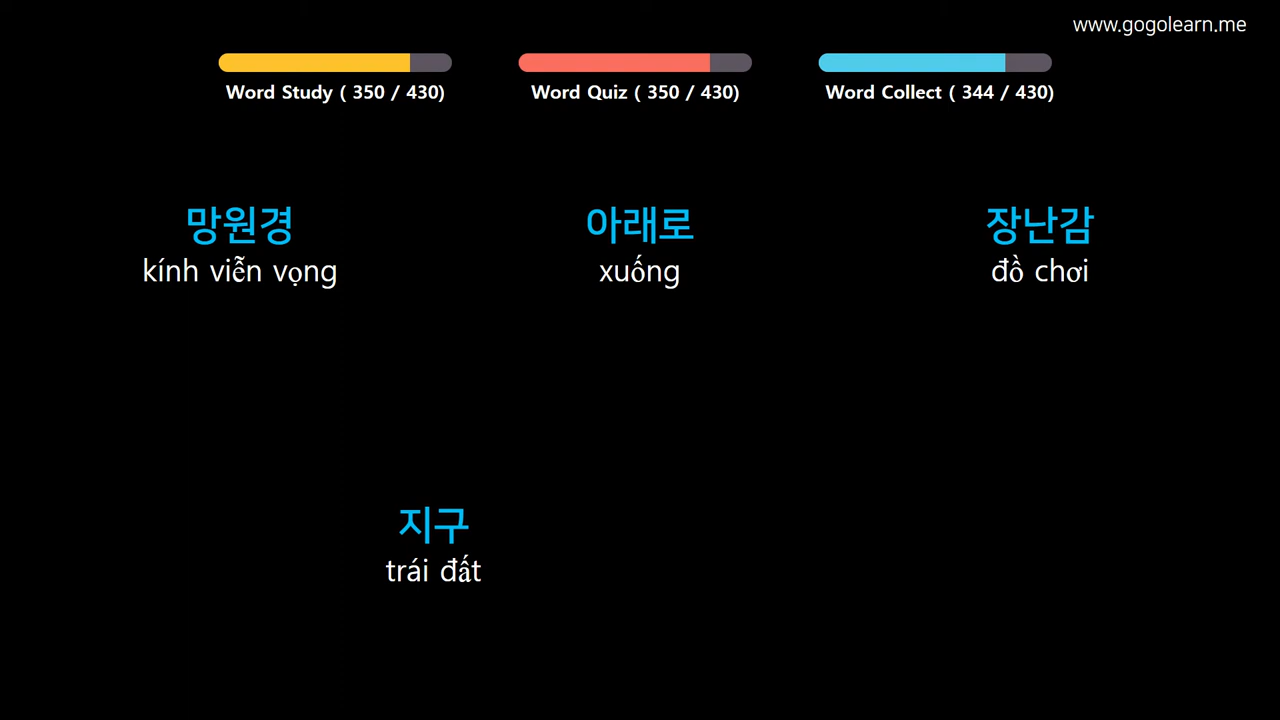 www.gogolearn.me
Word Study ( 350 / 430)
Word Quiz ( 350 / 430)
Word Collect ( 344 / 430)
망원경
kính viễn vọng
아래로
xuống
장난감
đồ chơi
지구
trái đất